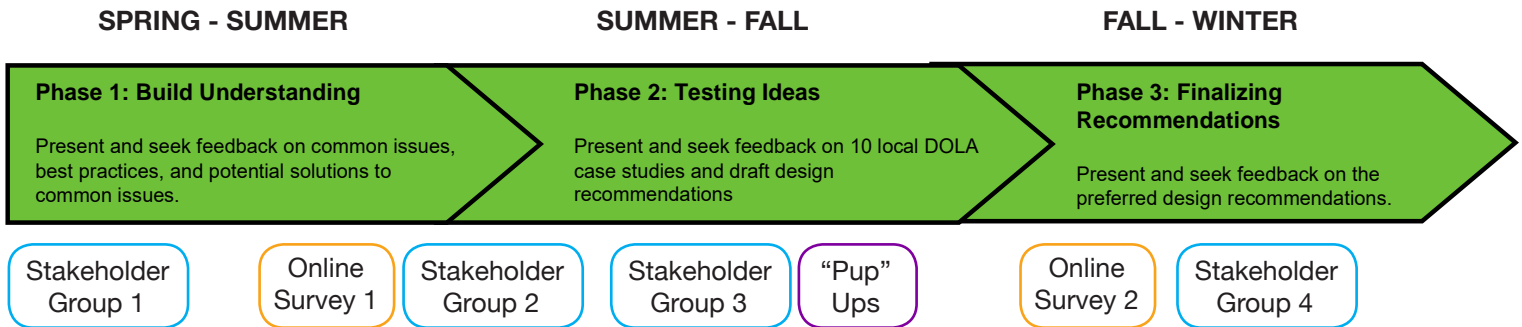 SPRING - SUMMER
SUMMER - FALL
FALL - WINTER
Phase 1: Build Understanding
Present and seek feedback on common issues,
best practices, and potential solutions to
common issues.
Phase 2: Testing Ideas
Present and seek feedback on 10 local DOLA
case studies and draft design
recommendations
Phase 3: Finalizing
Recommendations
Present and seek feedback on the
preferred design recommendations.
Stakeholder
Group 1
Online
Survey 1
Stakeholder
Group 2
Stakeholder
Group 3
“Pup”
Ups
Online
Survey 2
Stakeholder
Group 4